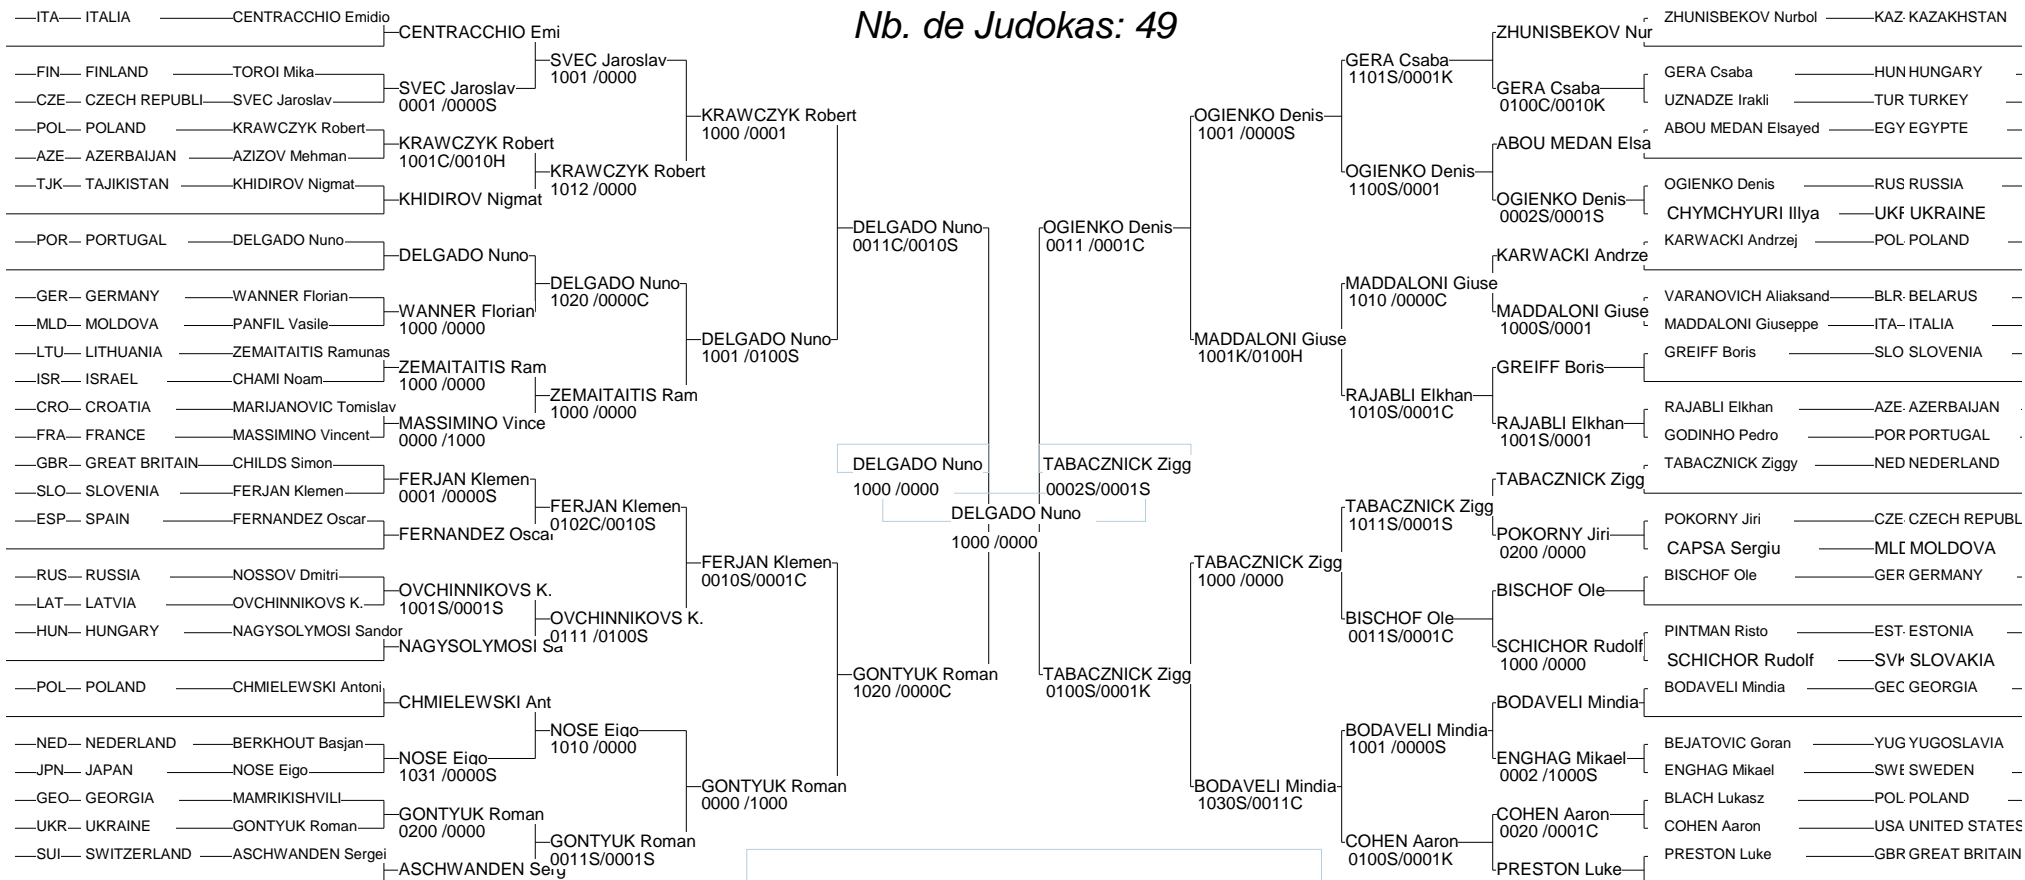 Nb. de Judokas: 49
ITA ITALIA CENTRACCHIO Emidio
FIN FINLAND TOROI Mika
CZE CZECH REPUBLI SVEC Jaroslav
POL POLAND KRAWCZYK Robert
AZE AZERBAIJAN AZIZOV Mehman
TJK TAJIKISTAN KHIDIROV Nigmat
POR PORTUGAL DELGADO Nuno
GER GERMANY WANNER Florian
MLD MOLDOVA PANFIL Vasile
LTU LITHUANIA ZEMAITAITIS Ramunas
ISR ISRAEL CHAMI Noam
CRO CROATIA MARIJANOVIC Tomislav
FRA FRANCE MASSIMINO Vincent
GBR GREAT BRITAIN CHILDS Simon
SLO SLOVENIA FERJAN Klemen
ESP SPAIN FERNANDEZ Oscar
RUS RUSSIA NOSSOV Dmitri
LAT LATVIA OVCHINNIKOVS K.
HUN HUNGARY NAGYSOLYMOSI Sandor
POL POLAND CHMIELEWSKI Antoni
NED NEDERLAND BERKHOUT Basjan
JPN JAPAN NOSE Eigo
GEO GEORGIA MAMRIKISHVILI
UKR UKRAINE GONTYUK Roman
SUI SWITZERLAND ASCHWANDEN Sergei
CENTRACCHIO Emi
SVEC Jaroslav
0001 /0000S
KRAWCZYK Robert
1001C/0010H
KHIDIROV Nigmat
DELGADO Nuno
WANNER Florian
1000 /0000
ZEMAITAITIS Ram
1000 /0000
MASSIMINO Vince
0000 /1000
FERJAN Klemen
0001 /0000S
FERNANDEZ Oscar
OVCHINNIKOVS K.
1001S/0001S
NAGYSOLYMOSI Sa
CHMIELEWSKI Ant
NOSE Eigo
1031 /0000S
GONTYUK Roman
0200 /0000
ASCHWANDEN Serg
SVEC Jaroslav
1001 /0000
KRAWCZYK Robert
1012 /0000
DELGADO Nuno
1020 /0000C
ZEMAITAITIS Ram
1000 /0000
FERJAN Klemen
0102C/0010S
OVCHINNIKOVS K.
0111 /0100S
NOSE Eigo
1010 /0000
GONTYUK Roman
0011S/0001S
KRAWCZYK Robert
1000 /0001
DELGADO Nuno
1001 /0100S
FERJAN Klemen
0010S/0001C
GONTYUK Roman
0000 /1000
DELGADO Nuno
0011C/0010S
GONTYUK Roman
1020 /0000C
DELGADO Nuno
1000 /0000
TABACZNICK Zigg
0002S/0001S
DELGADO Nuno
1000 /0000
OGIENKO Denis
0011 /0001C
TABACZNICK Zigg
0100S/0001K
OGIENKO Denis
1001 /0000S
MADDALONI Giuse
1001K/0100H
TABACZNICK Zigg
1000 /0000
BODAVELI Mindia
1030S/0011C
GERA Csaba
1101S/0001K
OGIENKO Denis
1100S/0001
MADDALONI Giuse
1010 /0000C
RAJABLI Elkhan
1010S/0001C
TABACZNICK Zigg
1011S/0001S
BISCHOF Ole
0011S/0001C
BODAVELI Mindia
1001 /0000S
COHEN Aaron
0100S/0001K
ZHUNISBEKOV Nur
GERA Csaba
0100C/0010K
ABOU MEDAN Elsa
OGIENKO Denis
0002S/0001S
KARWACKI Andrze
MADDALONI Giuse
1000S/0001
GREIFF Boris
RAJABLI Elkhan
1001S/0001
TABACZNICK Zigg
POKORNY Jiri
0200 /0000
BISCHOF Ole
SCHICHOR Rudolf
1000 /0000
BODAVELI Mindia
ENGHAG Mikael
0002 /1000S
COHEN Aaron
0020 /0001C
PRESTON Luke
ZHUNISBEKOV Nurbol KAZ KAZAKHSTAN
GERA Csaba HUN HUNGARY
UZNADZE Irakli TUR TURKEY
ABOU MEDAN Elsayed EGY EGYPTE
OGIENKO Denis RUS RUSSIA
CHYMCHYURI Illya UKF UKRAINE
KARWACKI Andrzej POL POLAND
VARANOVICH Aliaksand BLR BELARUS
MADDALONI Giuseppe ITA ITALIA
GREIFF Boris SLO SLOVENIA
RAJABLI Elkhan AZE AZERBAIJAN
GODINHO Pedro POR PORTUGAL
TABACZNICK Ziggy NED NEDERLAND
POKORNY Jiri CZE CZECH REPUBL
CAPSA Sergiu MLD MOLDOVA
BISCHOF Ole GER GERMANY
PINTMAN Risto EST ESTONIA
SCHICHOR Rudolf SVK SLOVAKIA
BODAVELI Mindia GEO GEORGIA
BEJATOVIC Goran YUG YUGOSLAVIA
ENGHAG Mikael SWE SWEDEN
BLACH Lukasz POL POLAND
COHEN Aaron USA UNITED STATES
PRESTON Luke GBR GREAT BRITAIN